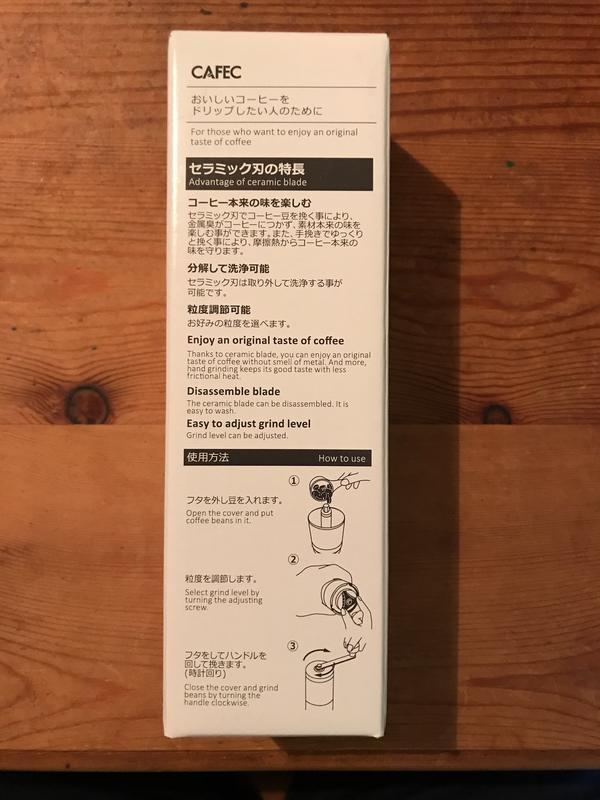 CAFEC
おいしいコーヒーを
ドリップしたい人のために
For those who want to enjoy an original
taste of coffee
セラミック刃の特長
Advantage of ceramic blade
コーヒー本来の味を楽しむ
セラミック刃でコーヒー豆を挽く事により、
金属臭がコーヒーにつかず、素材本来の味を
楽しむ事ができます。また、手挽きでゆっくり
と挽く事により、摩擦熱からコーヒー本来の
味を守ります。
分解して洗浄可能
セラミック刃は取り外して洗浄する事が
可能です。
粒度調節可能
お好みの粒度を選べます。
Enjoy an original taste of coffee
Thanks to ceramic blade, you can enjoy an original
taste of coffee without smell of metal. And more,
hand grinding keeps its good taste with less
frictional heat.
Disassemble blade
The ceramic blade can be disassembled. It is
easy to wash.
Easy to adjust grind level
Grind level can be adjusted.
使用方法 How to use
①
フタを外し豆を入れます。
Open the cover and put
coffee beans in it.
②
粒度を調節します。
Select grind level by
turning the adjusting
screw.
③
フタをしてハンドルを
回して挽きます。
(時計回り)
Close the cover and grind
beans by turning the
handle clockwise.